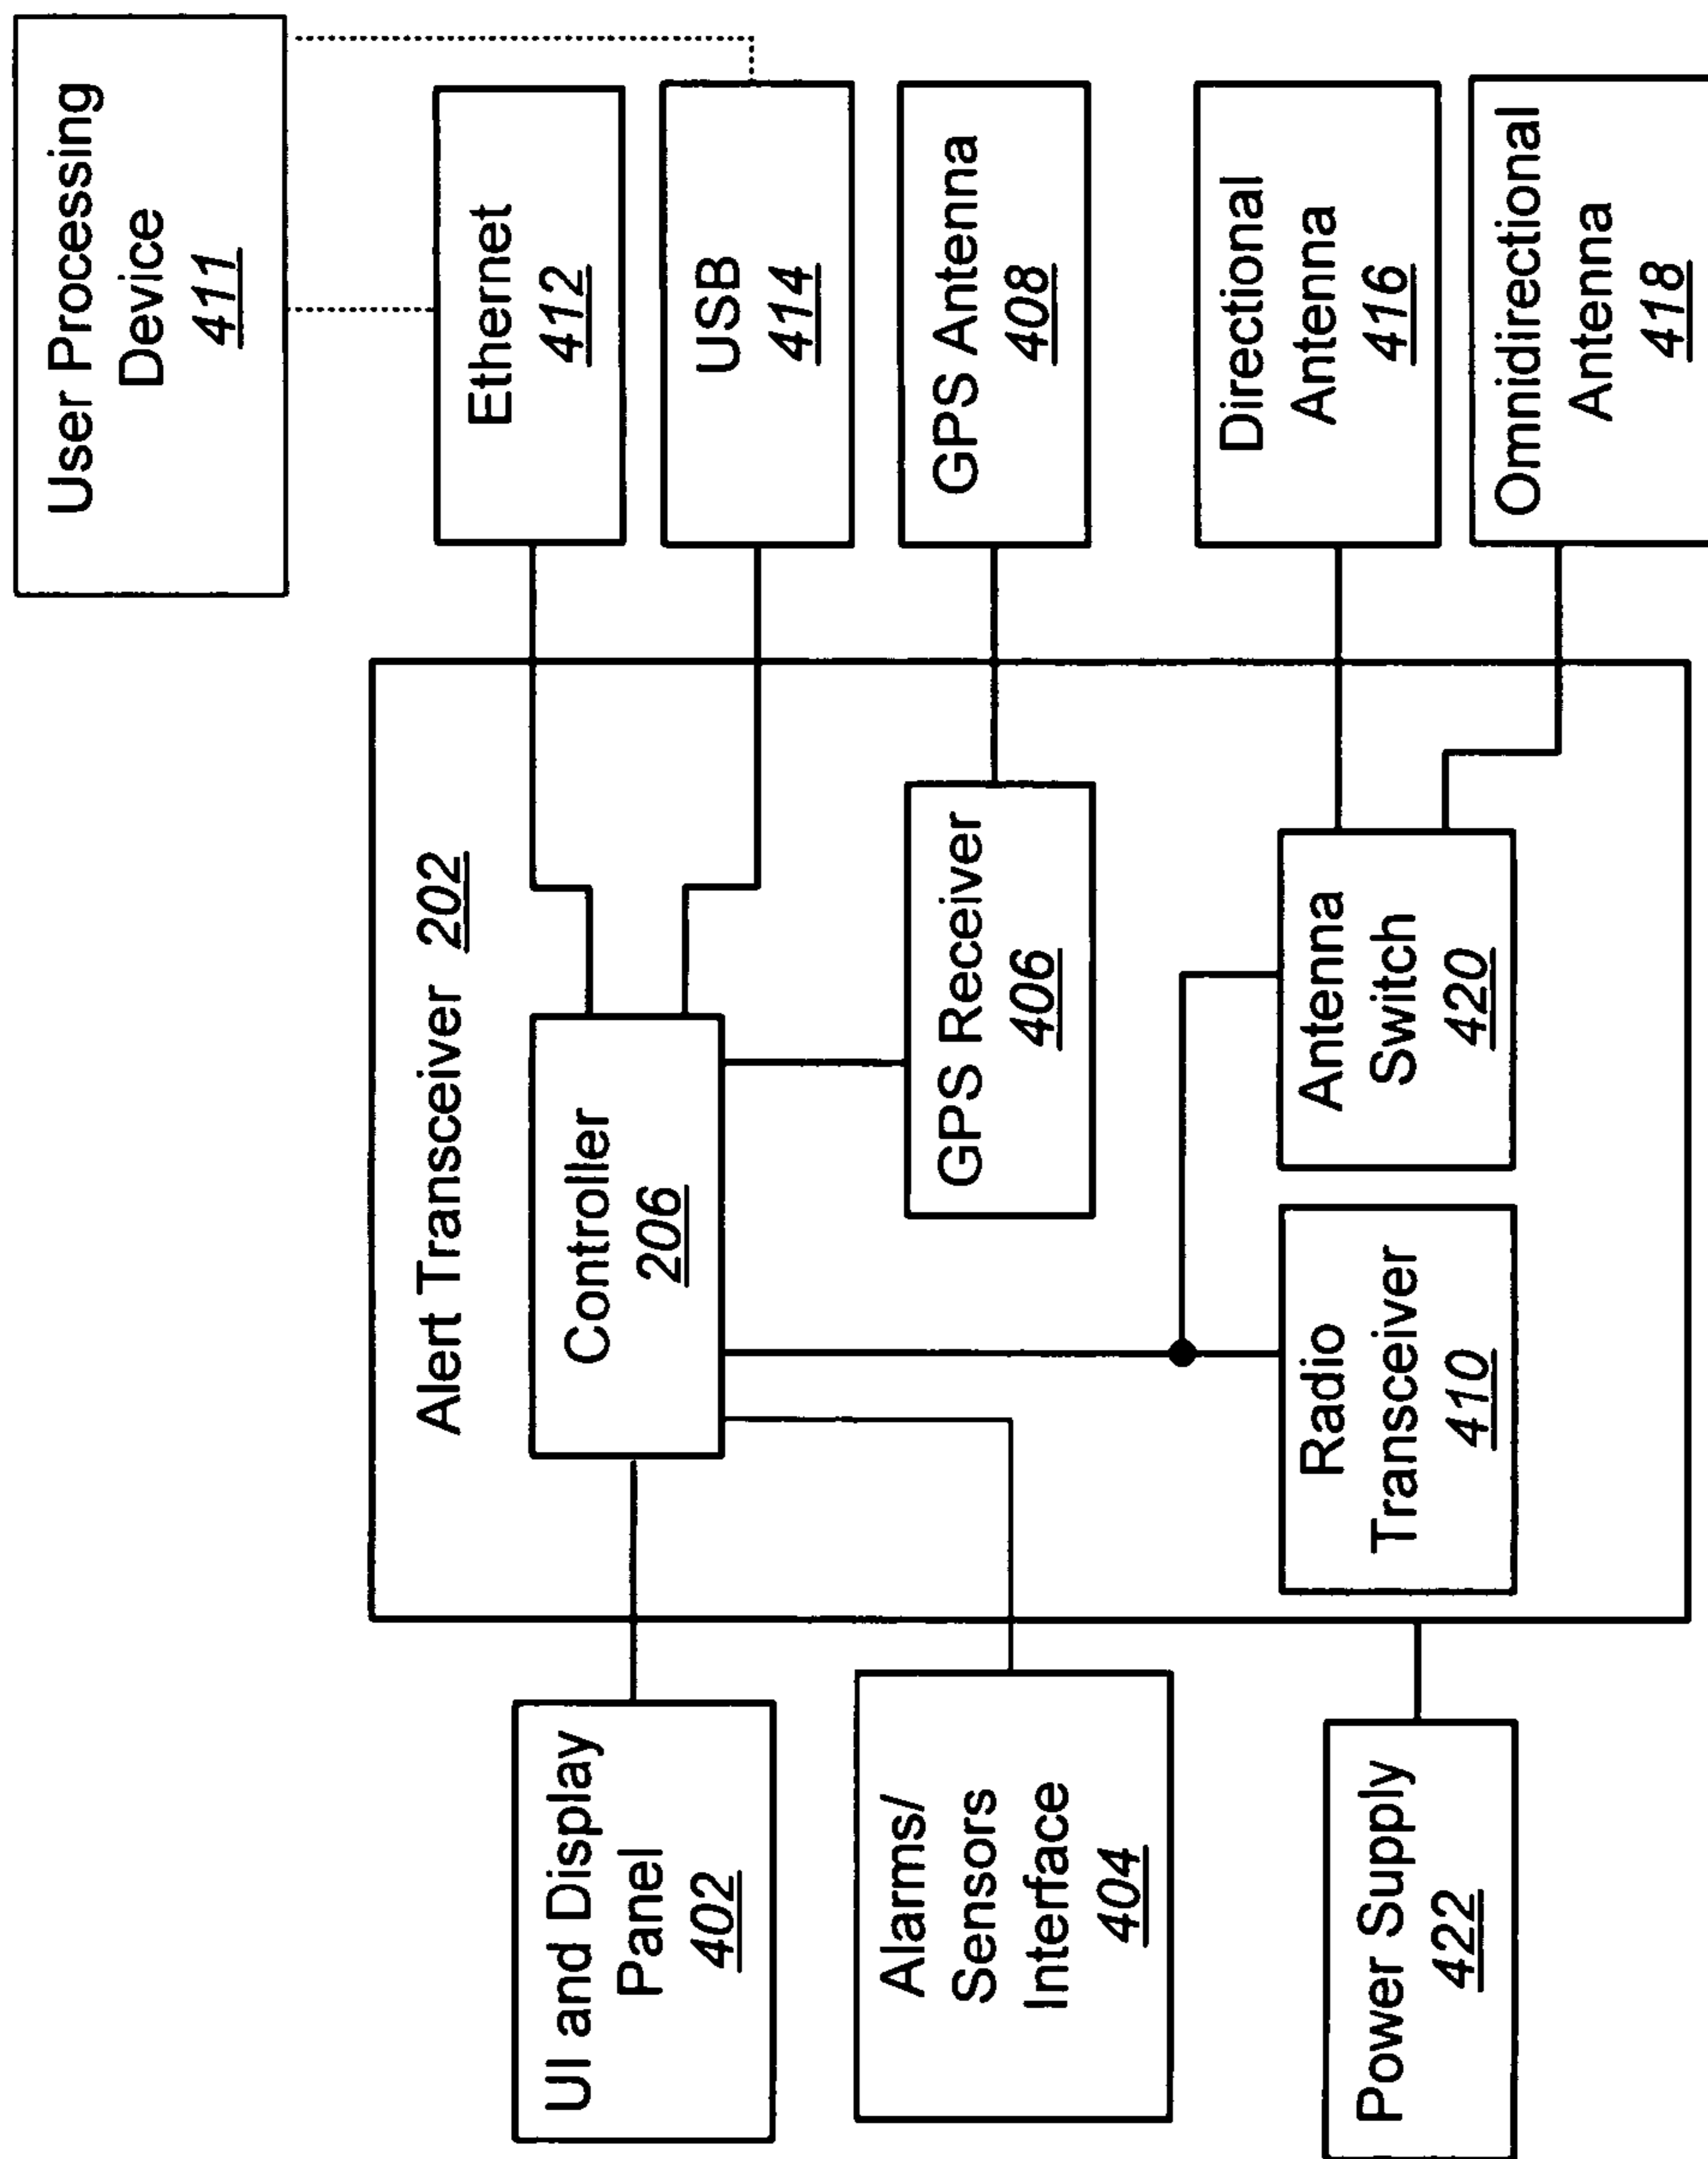 User Processing
Device
411
Alert Transceiver 202
UI and Display
Panel
402
Controller
206
Ethernet
412
USB
414
Alarms/
Sensors
Interface
404
GPS Receiver
406
GPS Antenna
408
Power Supply
422
Radio
Transceiver
410
Antenna
Switch
420
Directional
Antenna
416
Omnidirectional
Antenna
418